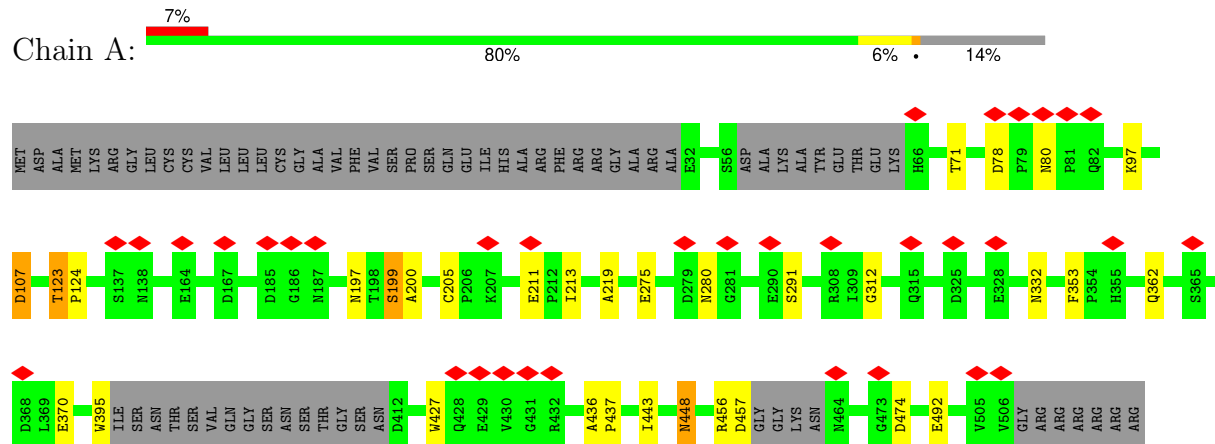 7%
Chain A:
80% 6% • 14%
MET ASP ALA MET LYS ARG GLY LEU CYS CYS VAL LEU LEU LEU CYS GLY ALA VAL PHE VAL SER PRO SER GLN GLU ILE HIS ALA ARG PHE ARG ARG GLY ALA ARG ALA E32 S56 ASP ALA LYS ALA TYR GLU THR GLU LYS H66 T71 D78 P79 N80 P81 Q82 K97
D107 T123 P124 S137 N138 E164 D167 D185 G186 N187 N197 T198 S199 A200 C205 P206 K207 E211 P212 I213 A219 E275 D279 N280 G281 E290 S291 R308 I309 G312 Q315 D325 E328 N332 F353 P354 H355 Q362 S365
D368 L369 E370 W395 ILE SER ASN THR SER VAL GLN GLY SER ASN SER THR GLY SER ASN D412 W427 Q428 E429 V430 G431 R432 A436 P437 I443 N448 R456 D457 GLY GLY LYS ASN N464 G473 D474 E492 V505 V506 GLY ARG ARG ARG ARG ARG ARG